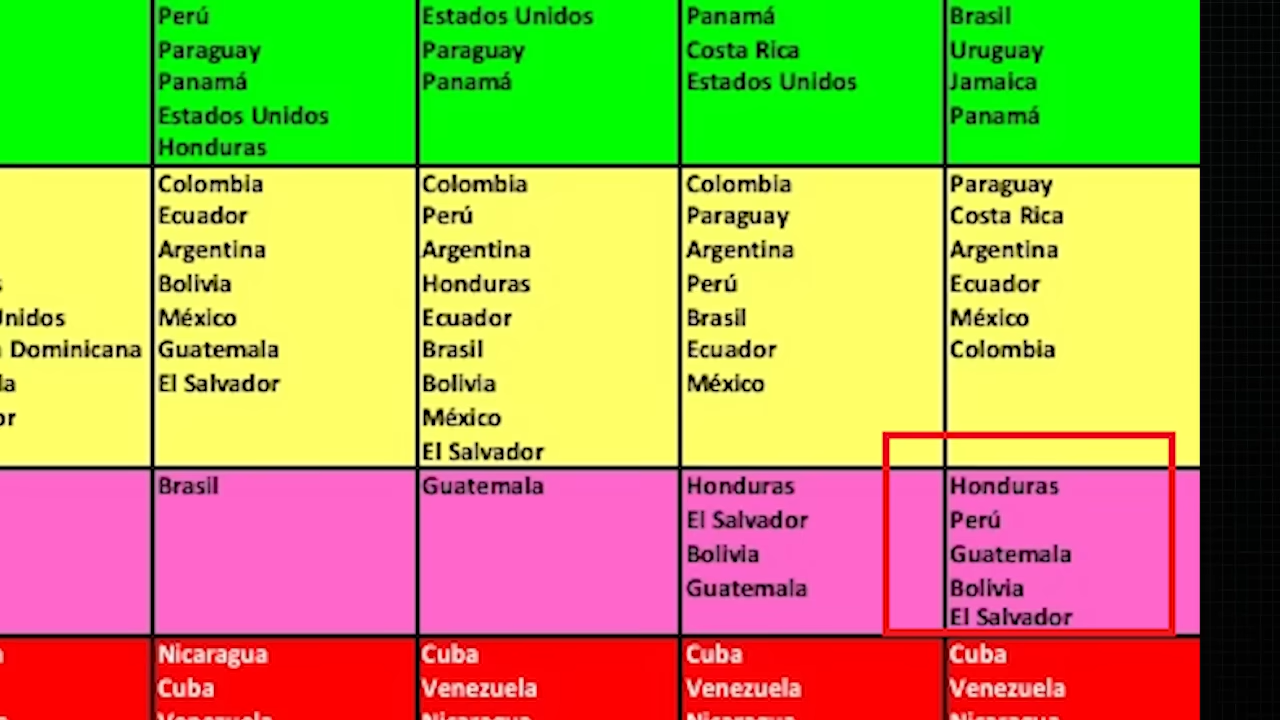 Perú
Paraguay
Panamá
Estados Unidos
Honduras
Estados Unidos
Paraguay
Panamá
Panamá
Costa Rica
Estados Unidos
Brasil
Uruguay
Jamaica
Panamá
Dominicana
Colombia
Ecuador
Argentina
Bolivia
México
Guatemala
El Salvador
Colombia
Perú
Argentina
Honduras
Ecuador
Brasil
Bolivia
México
El Salvador
Colombia
Paraguay
Argentina
Perú
Brasil
Ecuador
México
Paraguay
Costa Rica
Argentina
Ecuador
México
Colombia
Brasil
Guatemala
Honduras
El Salvador
Bolivia
Guatemala
Honduras
Perú
Guatemala
Bolivia
El Salvador
Nicaragua
Cuba
Cuba
Venezuela
Cuba
Venezuela
Cuba
Venezuela